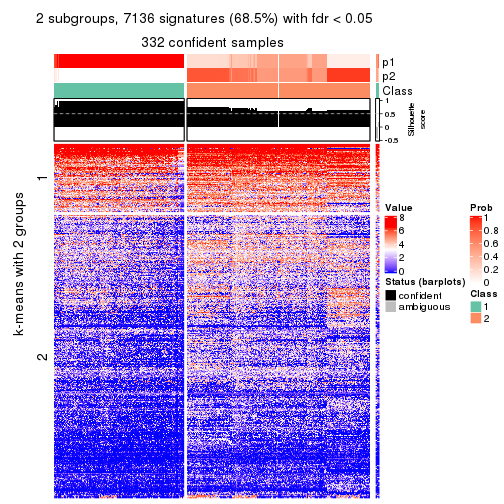 2 subgroups, 7136 signatures (68.5%) with fdr < 0.05
332 confident samples
p1
p2
Class
1
0.5
0
-0.5
Silhouette
score
k-means with 2 groups
1
2
Value
8
6
4
2
0
Status (barplots)
confident
ambiguous
Prob
1
0.8
0.6
0.4
0.2
0
Class
1
2